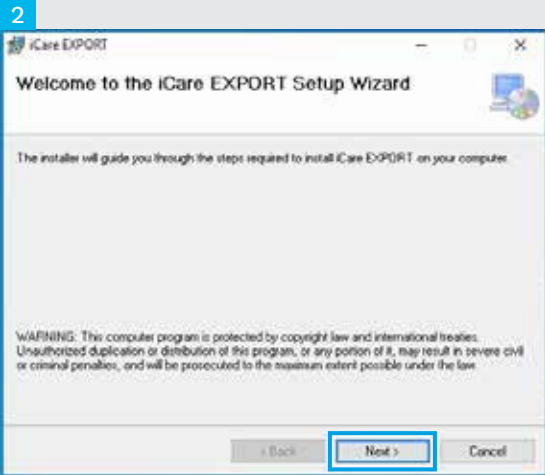 2
iCare EXPORT
Welcome to the iCare EXPORT Setup Wizard
The installer will guide you through the steps required to install iCare EXPORT on your computer.
WARNING: This computer program is protected by copyright law and international treaties.
Unauthorized duplication or distribution of this program, or any portion of it, may result in severe civil
or criminal penalties, and will be prosecuted to the maximum extent possible under the law.
< Back
Next >
Cancel